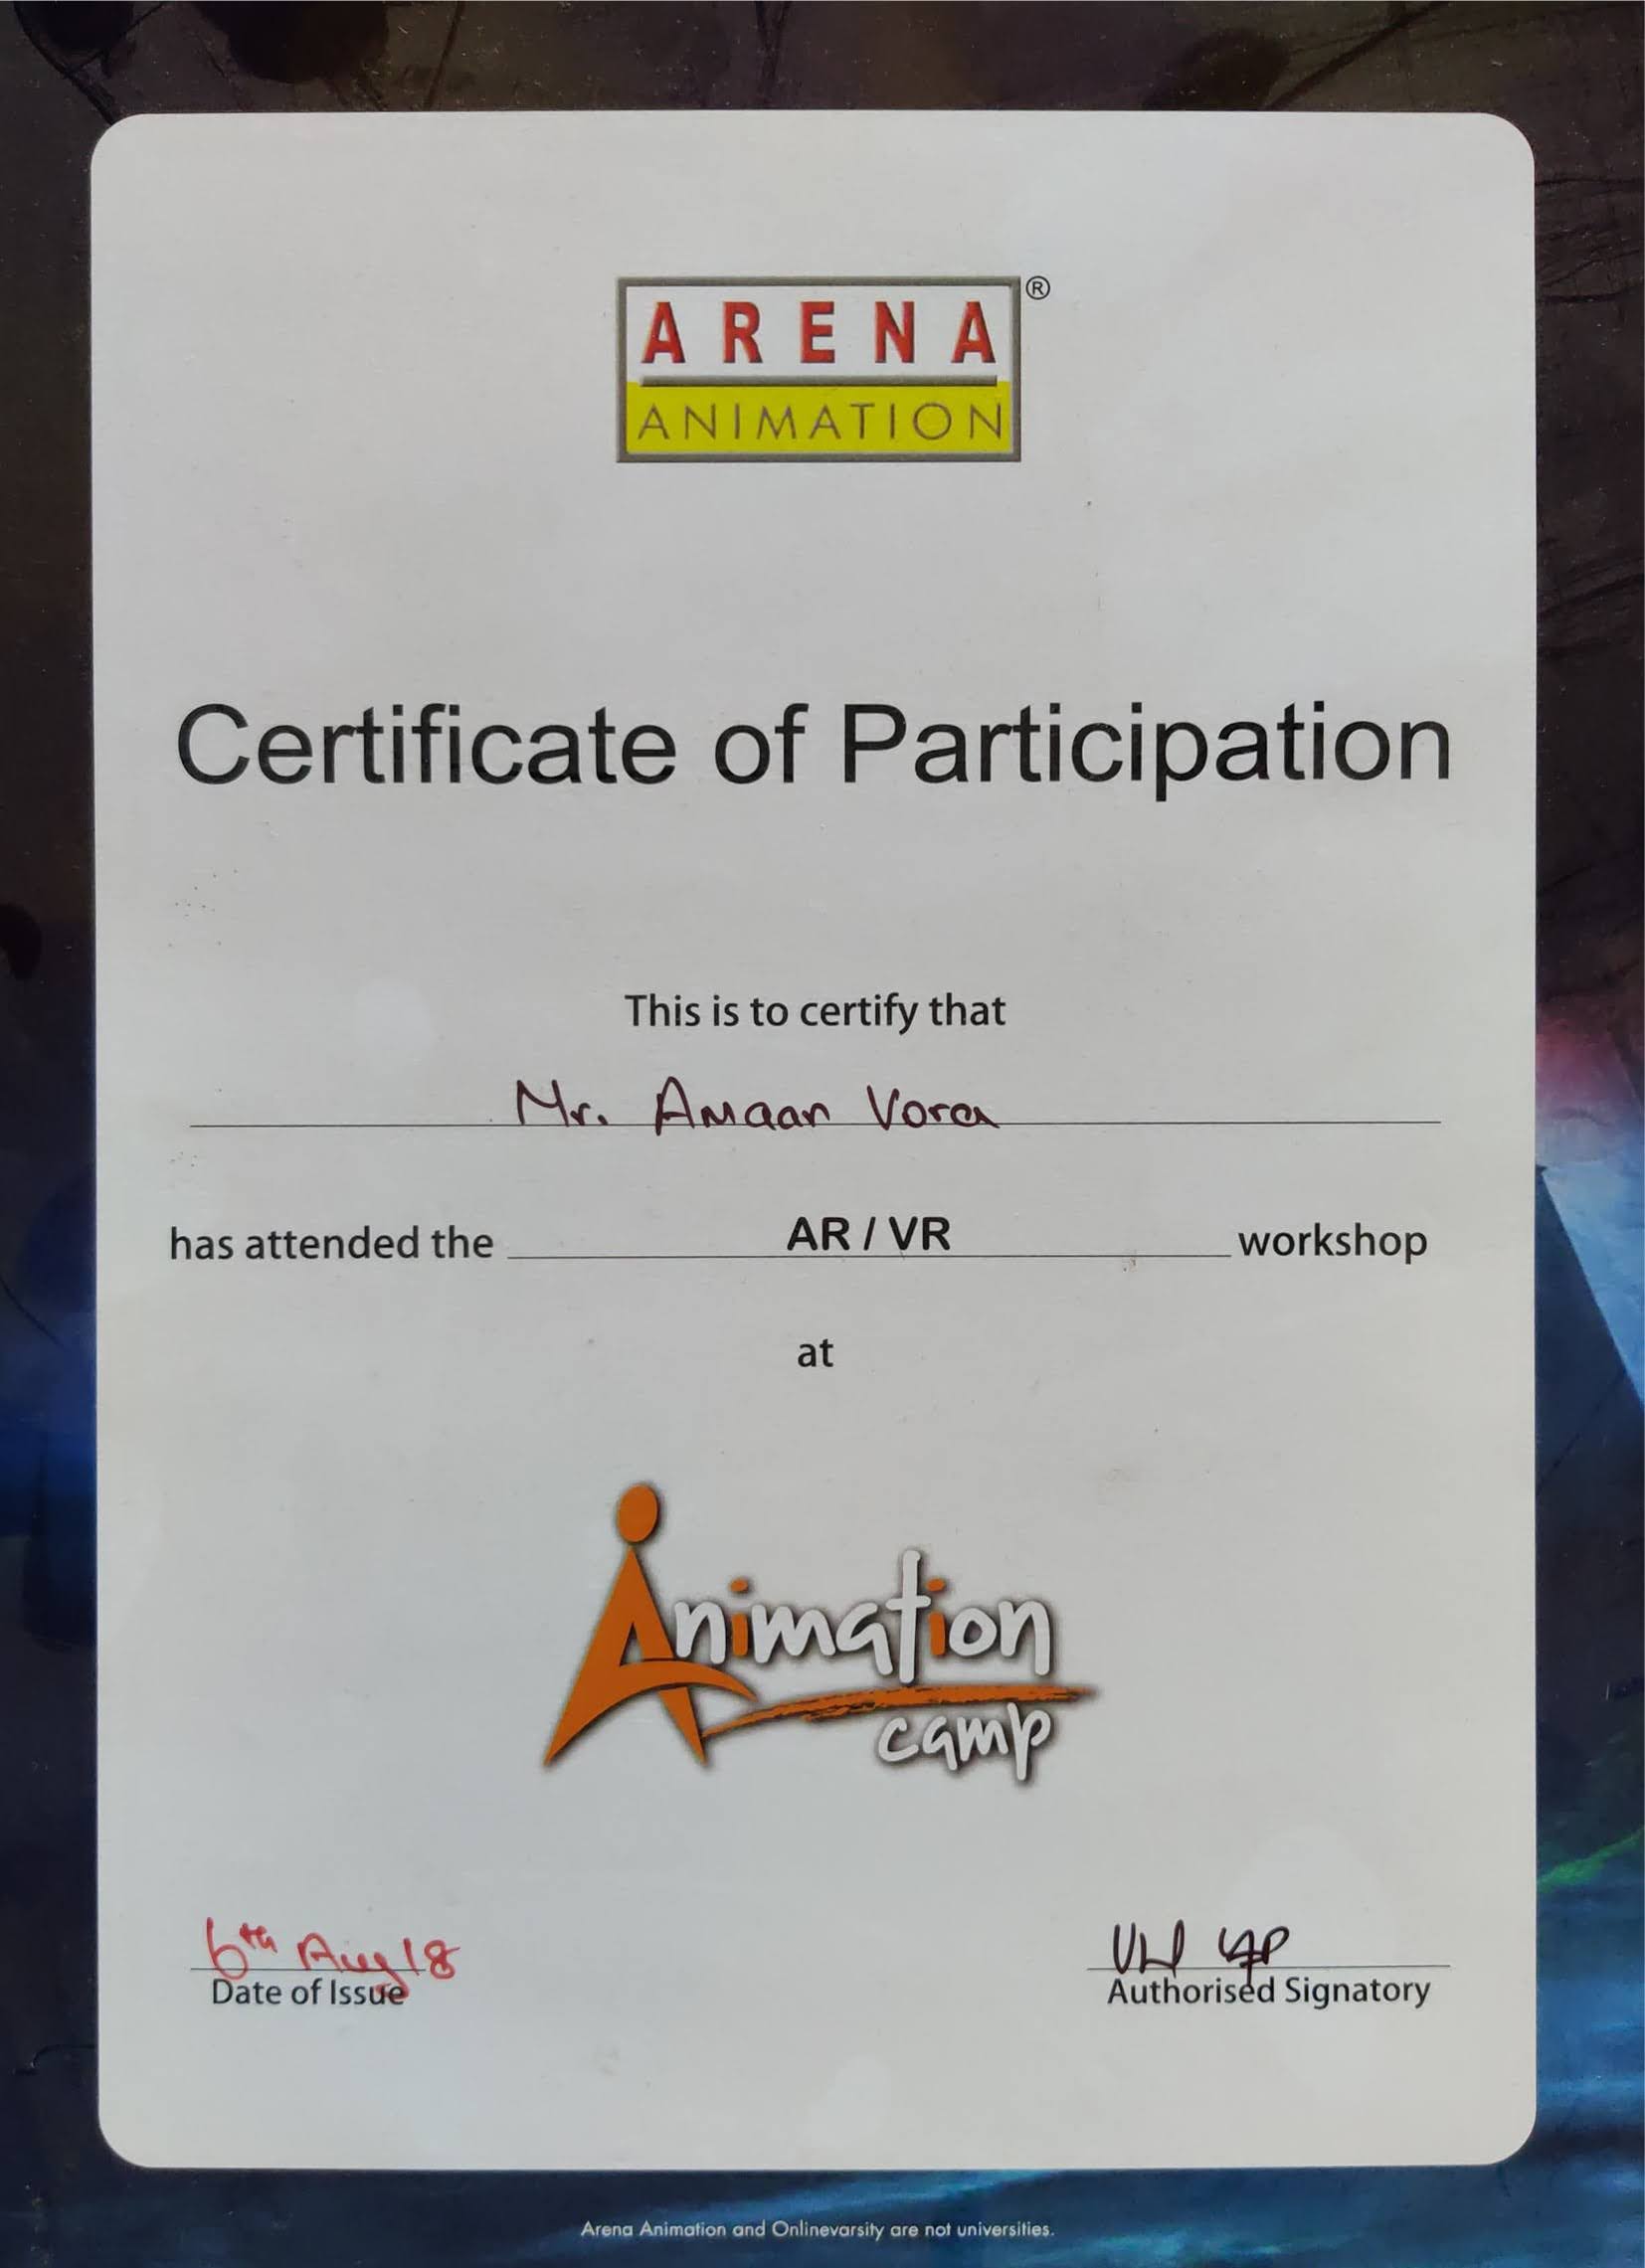 ARENA ®
ANIMATION
Certificate of Participation
This is to certify that
Mr. Amaan Vora
has attended the AR / VR workshop
at
Animation
camp
6th Aug 18
Date of Issue
Authorised Signatory
Arena Animation and Onlinevarsity are not universities.